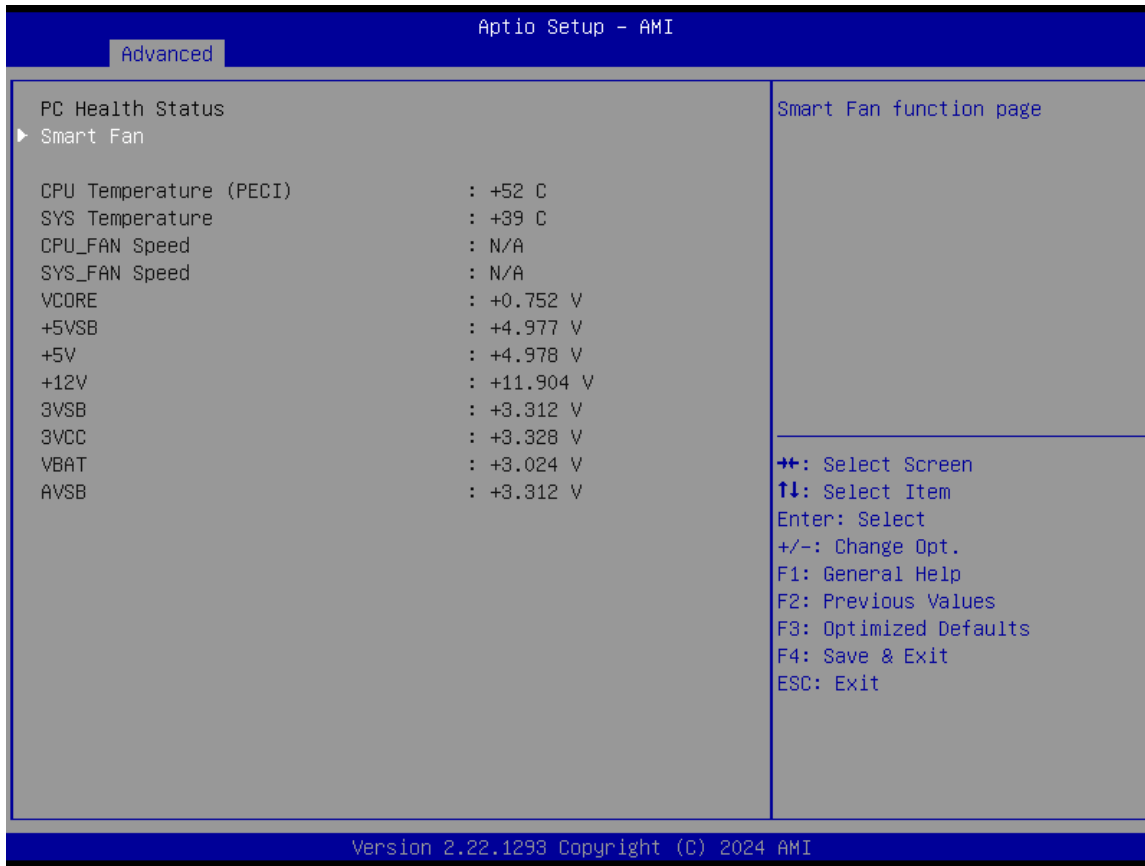 Aptio Setup – AMI
Advanced
PC Health Status
Smart Fan
CPU Temperature (PECI) : +52 C
SYS Temperature : +39 C
CPU_FAN Speed : N/A
SYS_FAN Speed : N/A
VCORE : +0.752 V
+5VSB : +4.977 V
+5V : +4.978 V
+12V : +11.904 V
3VSB : +3.312 V
3VCC : +3.328 V
VBAT : +3.024 V
AVSB : +3.312 V
Smart Fan function page
→←: Select Screen
↑↓: Select Item
Enter: Select
+/-: Change Opt.
F1: General Help
F2: Previous Values
F3: Optimized Defaults
F4: Save & Exit
ESC: Exit
Version 2.22.1293 Copyright (C) 2024 AMI